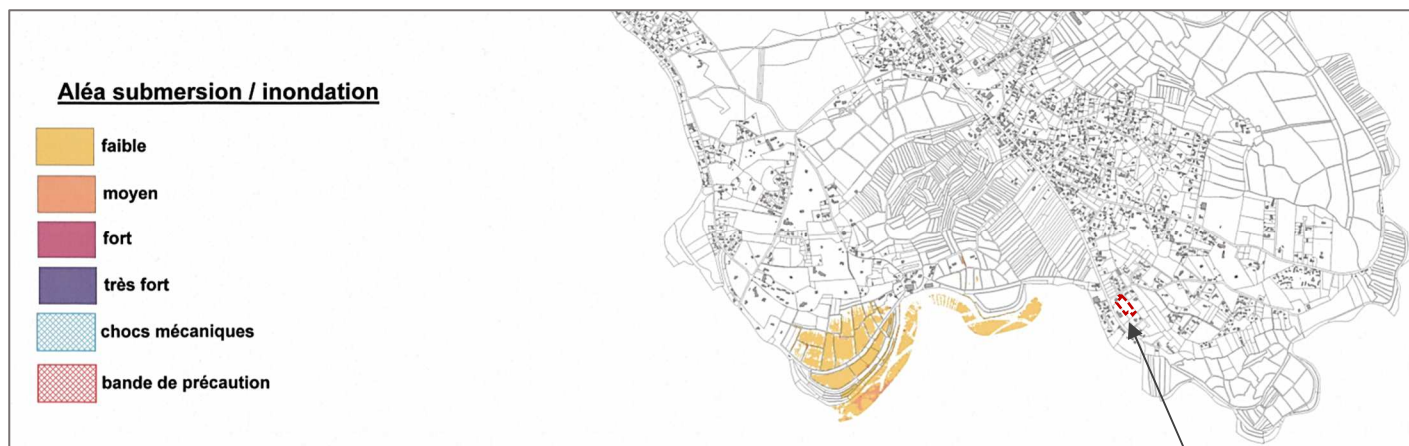 Aléa submersion / inondation
faible
moyen
fort
très fort
chocs mécaniques
bande de précaution